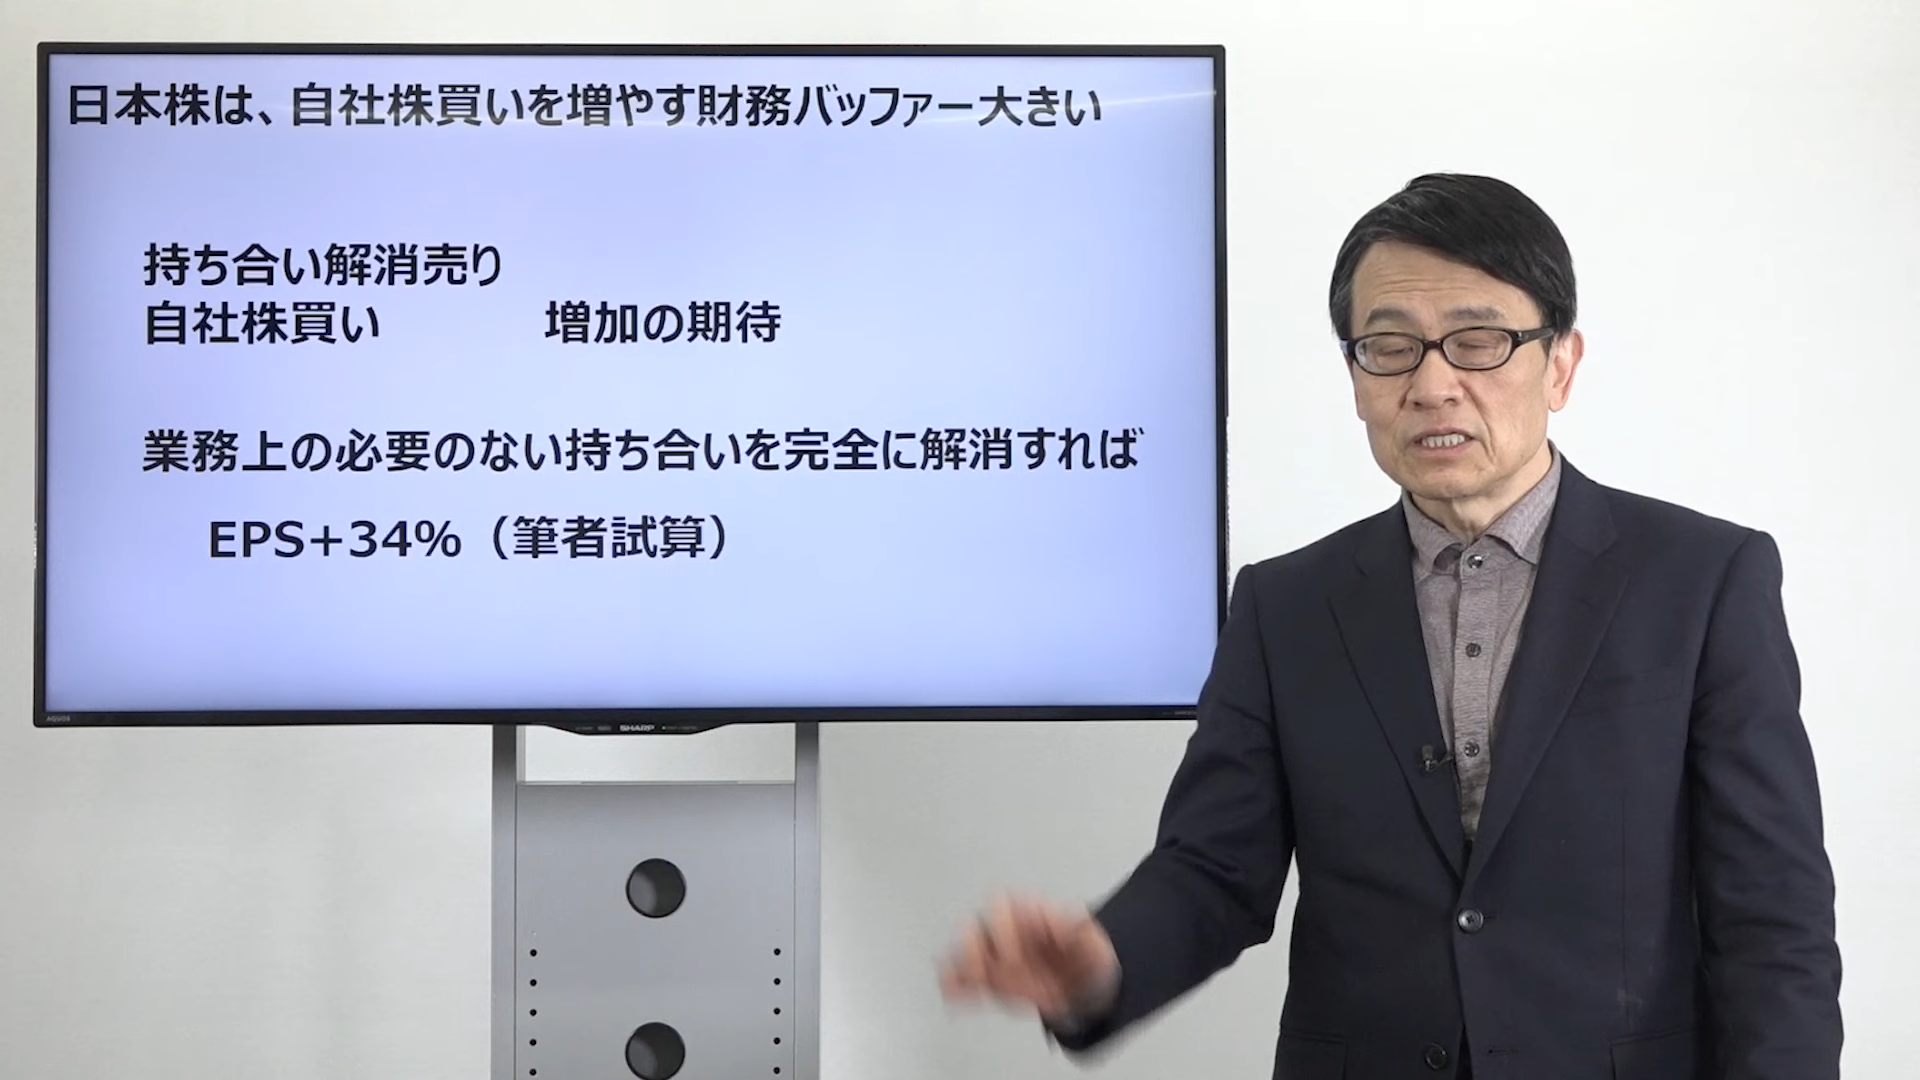 日本株は、自社株買いを増やす財務バッファー大きい
持ち合い解消売り
自社株買い 増加の期待
業務上の必要のない持ち合いを完全に解消すれば
EPS+34%（筆者試算）
AQUOS
SHARP